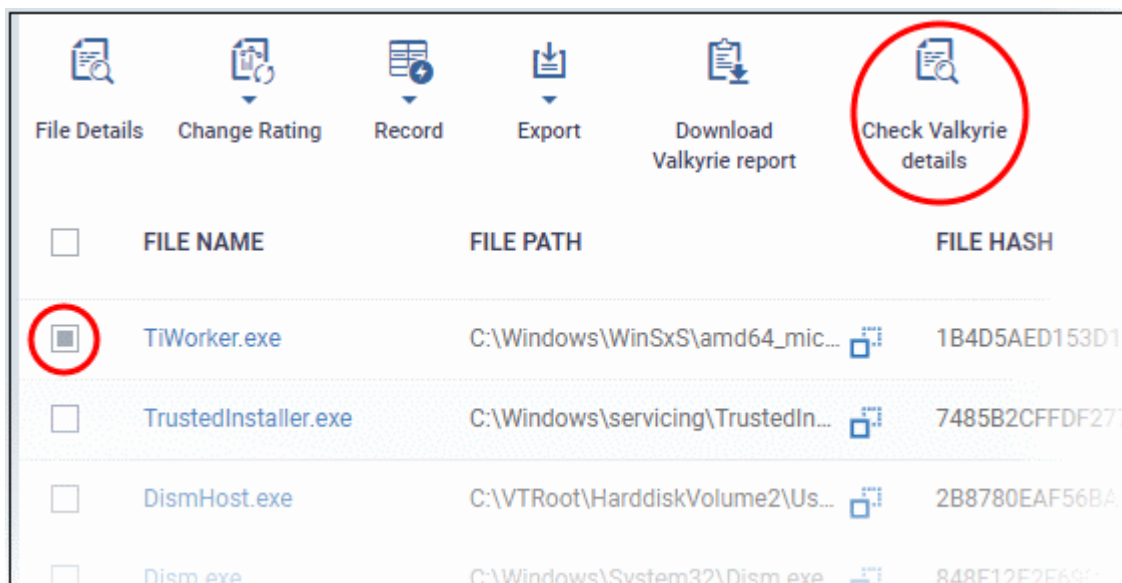 File Details Change Rating Record Export Download Check Valkyrie
Valkyrie report details
FILE NAME FILE PATH FILE HASH
TiWorker.exe C:\Windows\WinSxS\amd64_mic... 1B4D5AED153D1
TrustedInstaller.exe C:\Windows\servicing\TrustedIn... 7485B2CFFDF277
DismHost.exe C:\VTRoot\HarddiskVolume2\Us... 2B8780EAF56BA
Dism.exe C:\Windows\System32\Dism.exe